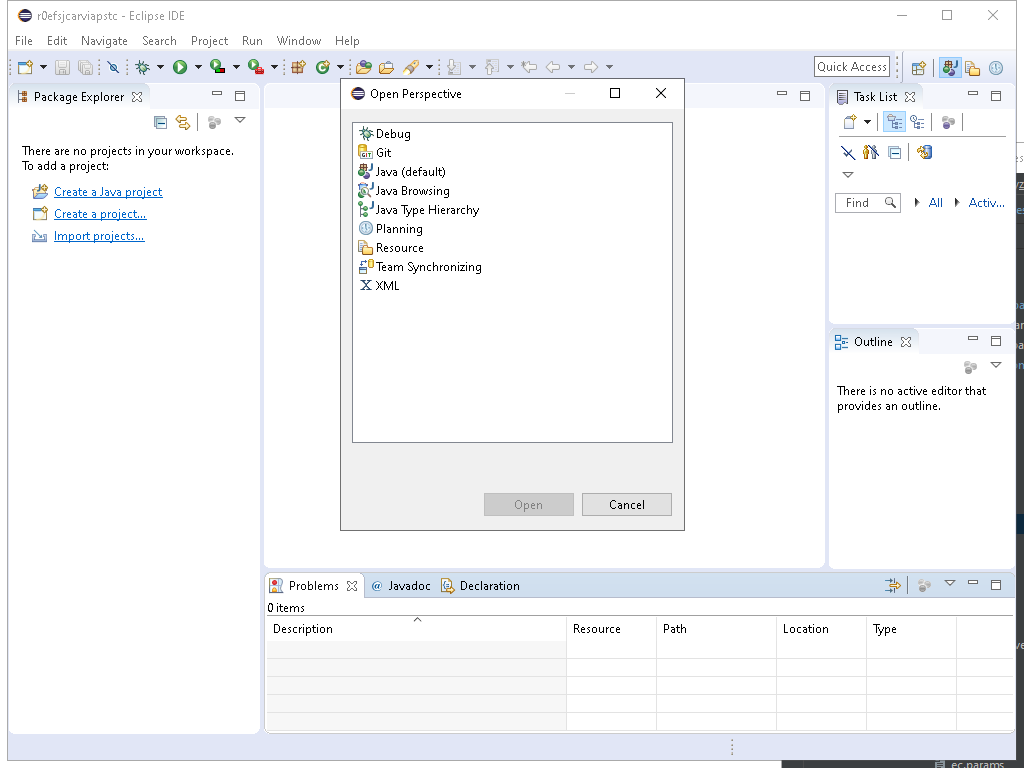 r0efsjcarviapstc - Eclipse IDE
File Edit Navigate Search Project Run Window Help
Quick Access
Package Explorer
There are no projects in your workspace.
To add a project:
Create a Java project
Create a project...
Import projects...
Open Perspective
Debug
Git
Java (default)
Java Browsing
Java Type Hierarchy
Planning
Resource
Team Synchronizing
XML
Open Cancel
Task List
Find All Activ...
Outline
There is no active editor that
provides an outline.
Problems @ Javadoc Declaration
0 items
Description Resource Path Location Type
ec.params